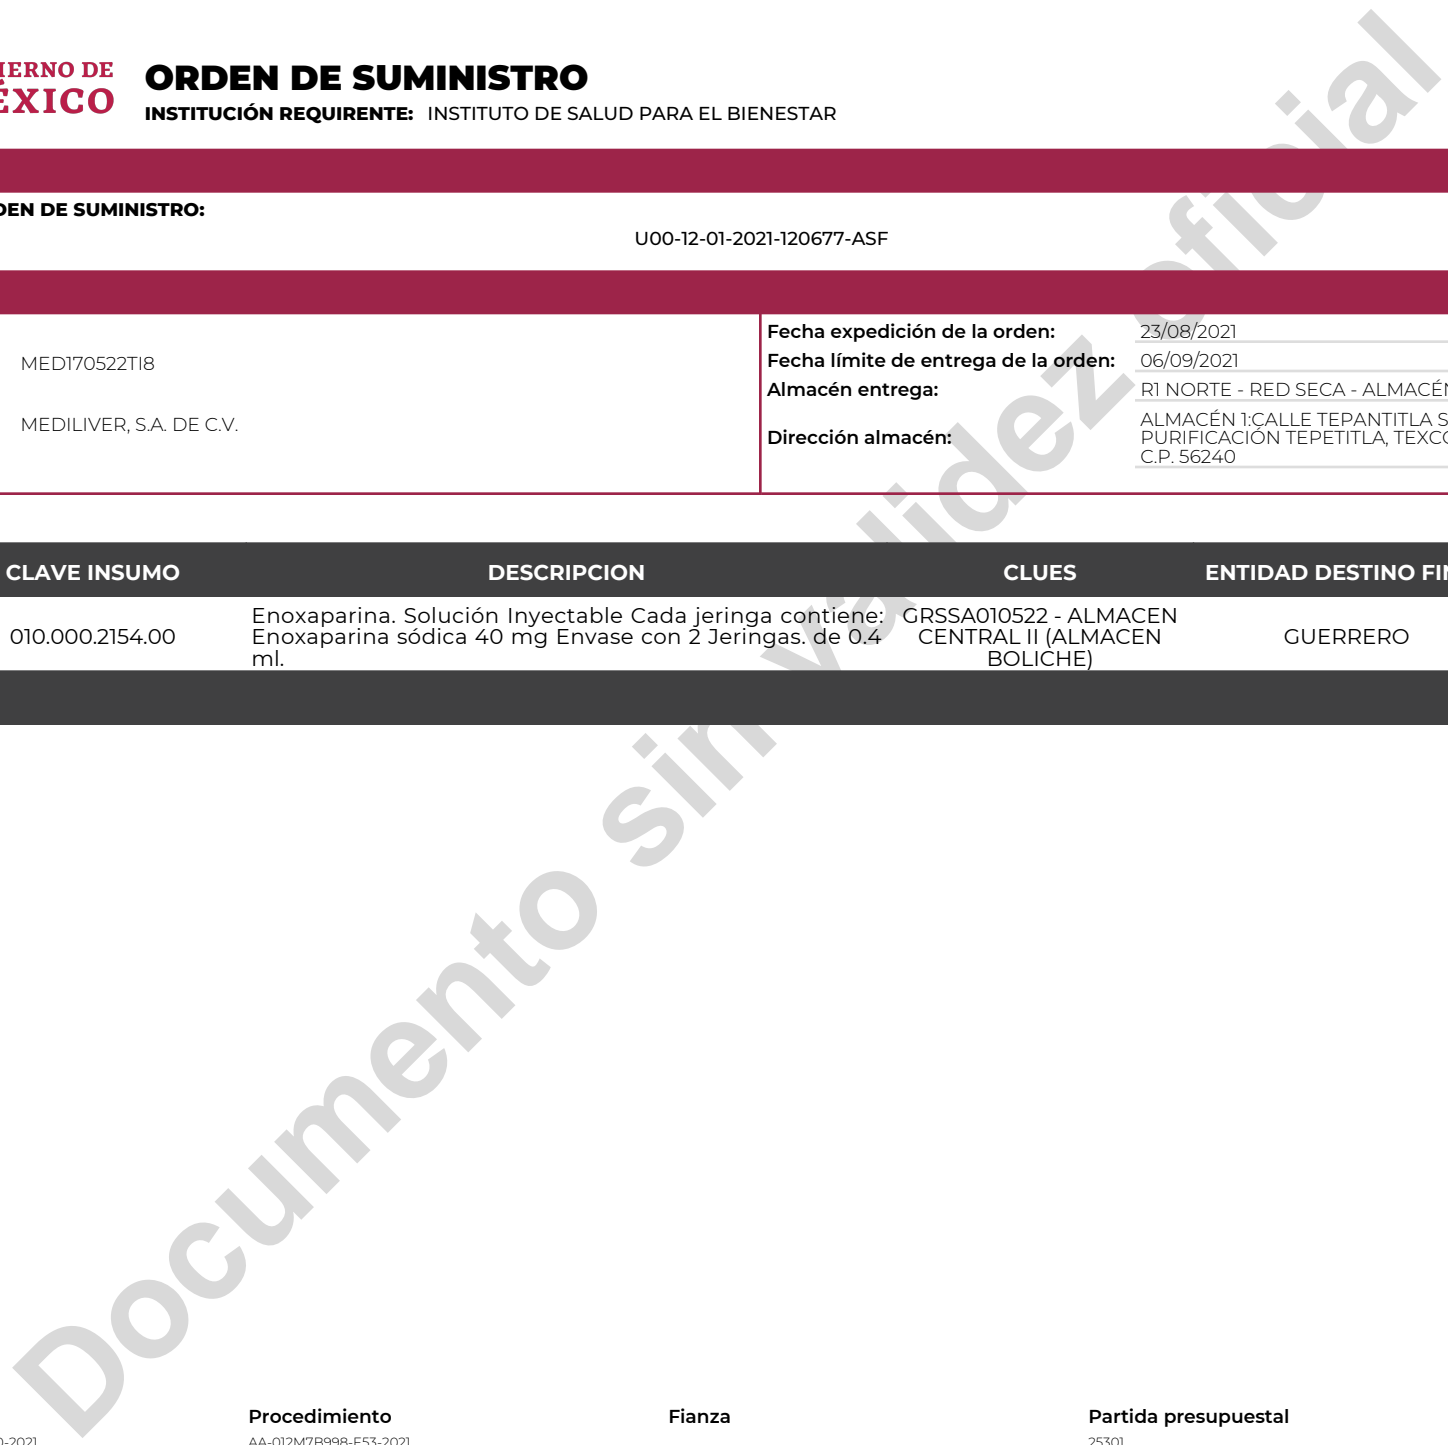 ORDEN DE SUMINISTRO
INSTITUCIÓN REQUIRENTE: INSTITUTO DE SALUD PARA EL BIENESTAR
DE
DE SUMINISTRO:
U00-12-01-2021-120677-ASF
MED170522TI8
MEDILIVER, S.A. DE C.V.
Fecha expedición de la orden: 23/08/2021
Fecha límite de entrega de la orden: 06/09/2021
Almacén entrega: R1 NORTE - RED SECA - ALMACÉN
Dirección almacén: ALMACÉN 1:CALLE TEPANTITLA
PURIFICACIÓN TEPETITLA,
C.P. 56240
CLAVE INSUMO DESCRIPCION CLUES ENTIDAD DESTINO
010.000.2154.00
Enoxaparina. Solución Inyectable Cada jeringa contiene:
Enoxaparina sódica 40 mg Envase con 2 Jeringas. de 0.4
ml.
GRSSA010522 - ALMACEN
CENTRAL II (ALMACEN
BOLICHE)
GUERRERO
Documento sin validez oficial
Procedimiento Fianza Partida presupuestal
AA-012M7B998-E53-2021 25301